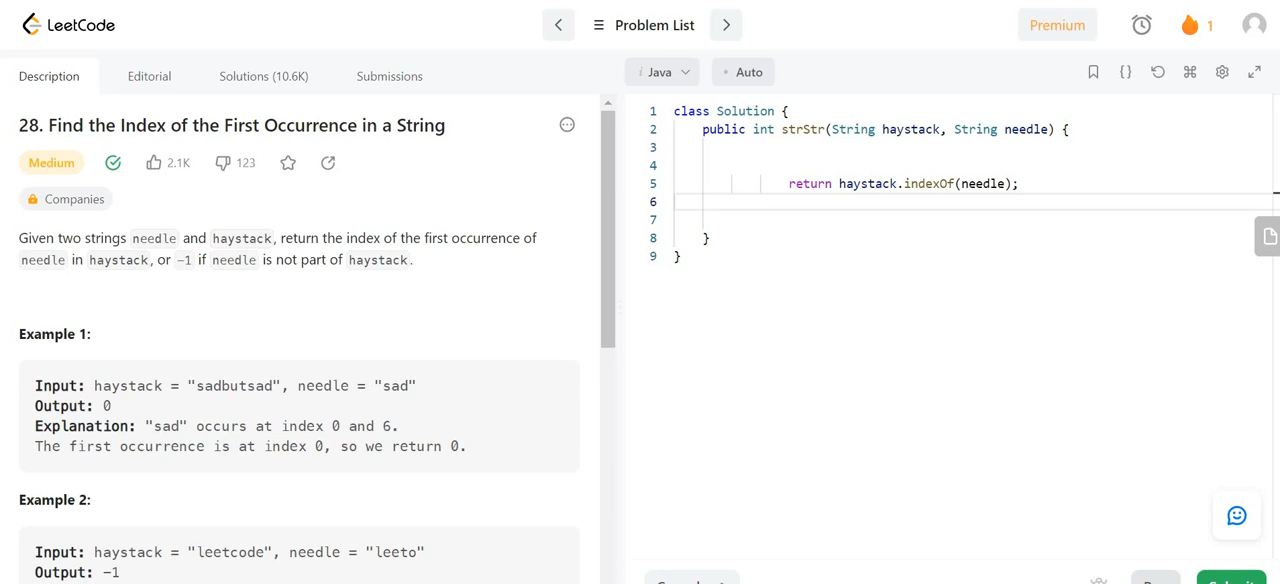 LeetCode
Problem List
Premium
1
Description
Editorial
Solutions (10.6K)
Submissions
i Java
• Auto
28. Find the Index of the First Occurrence in a String
Medium
2.1K
123
Companies
Given two strings needle and haystack, return the index of the first occurrence of
needle in haystack, or -1 if needle is not part of haystack.
Example 1:
Input: haystack = "sadbutsad", needle = "sad"
Output: 0
Explanation: "sad" occurs at index 0 and 6.
The first occurrence is at index 0, so we return 0.
Example 2:
Input: haystack = "leetcode", needle = "leeto"
Output: -1
1 class Solution {
2 public int strStr(String haystack, String needle) {
3
4
5 return haystack.indexOf(needle);
6
7
8 }
9 }